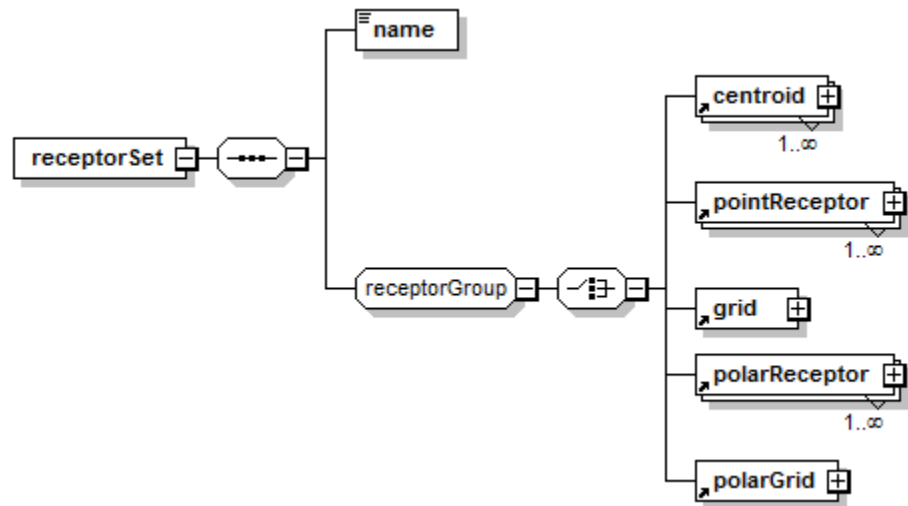 name
centroid
1..∞
receptorSet
pointReceptor
1..∞
receptorGroup
grid
polarReceptor
1..∞
polarGrid